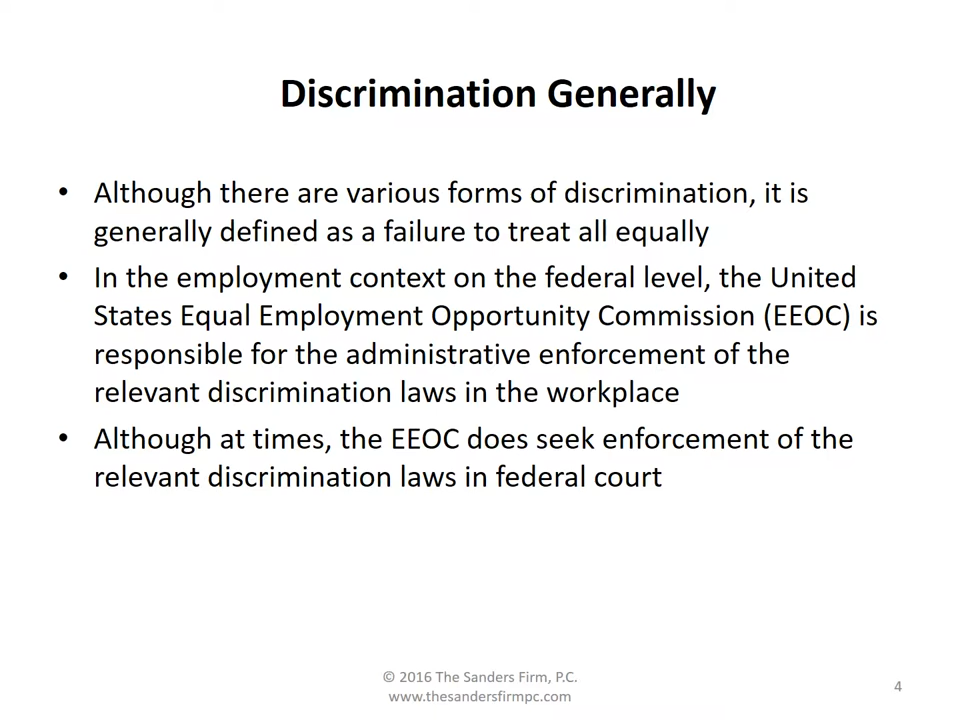 Discrimination Generally
• Although there are various forms of discrimination, it is
generally defined as a failure to treat all equally
• In the employment context on the federal level, the United
States Equal Employment Opportunity Commission (EEOC) is
responsible for the administrative enforcement of the
relevant discrimination laws in the workplace
• Although at times, the EEOC does seek enforcement of the
relevant discrimination laws in federal court
© 2016 The Sanders Firm, P.C.
www.thesandersfirmpc.com
4